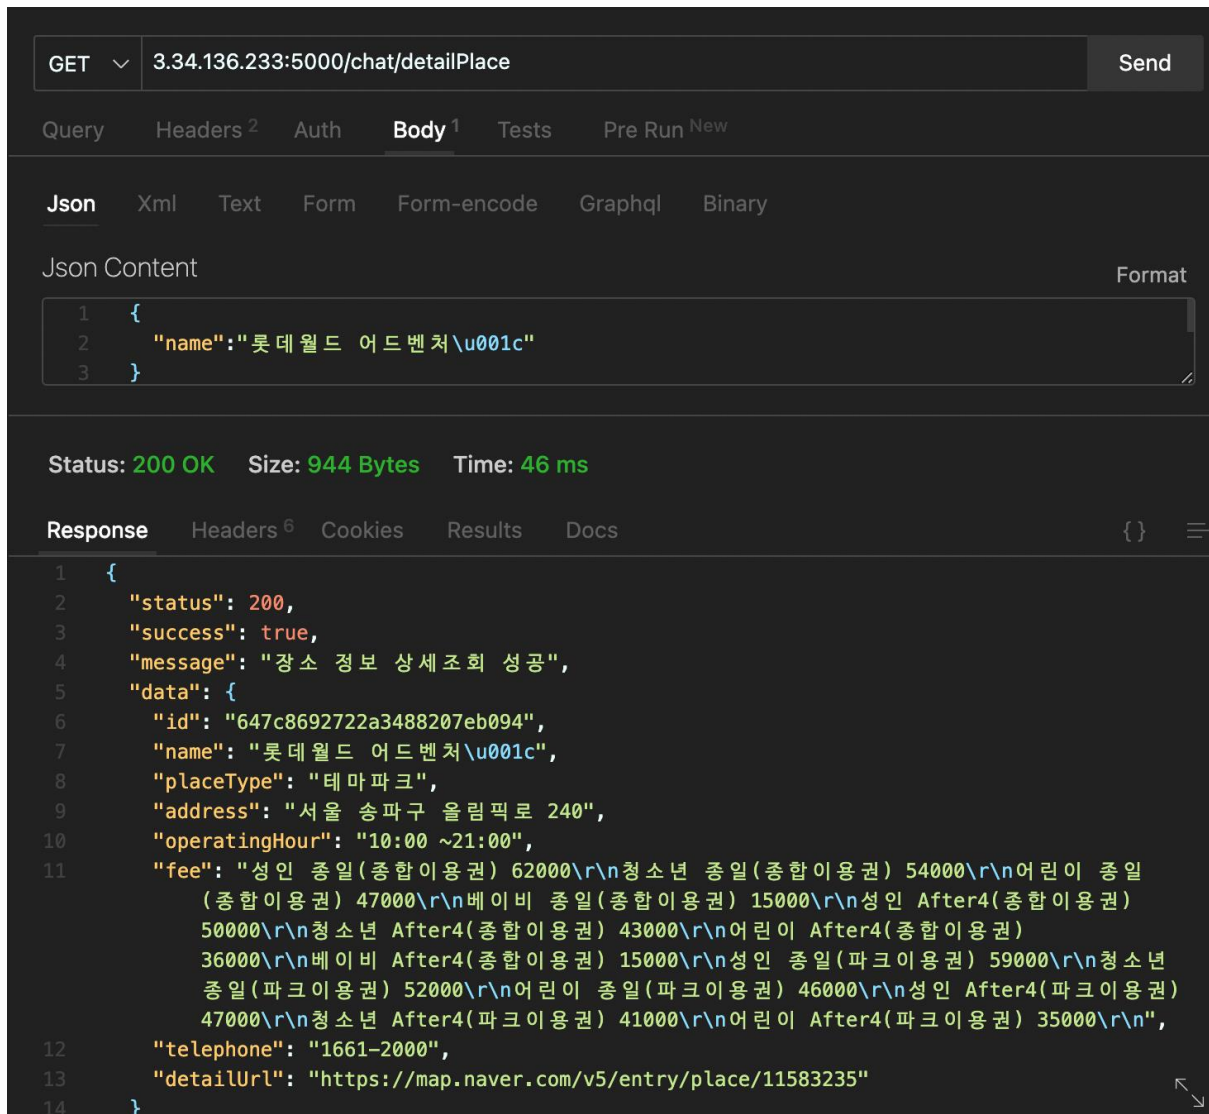 GET 3.34.136.233:5000/chat/detailPlace Send
Query Headers 2 Auth Body 1 Tests Pre Run New
Json Xml Text Form Form-encode Graphql Binary
Json Content
Format
1 {
2 "name":"롯데월드 어드벤처\u001c"
3 }
Status: 200 OK Size: 944 Bytes Time: 46 ms
Response Headers 6 Cookies Results Docs {}
1 {
2 "status": 200,
3 "success": true,
4 "message": "장소 정보 상세조회 성공",
5 "data": {
6 "id": "647c8692722a3488207eb094",
7 "name": "롯데월드 어드벤처\u001c",
8 "placeType": "테마파크",
9 "address": "서울 송파구 올림픽로 240",
10 "operatingHour": "10:00 ~21:00",
11 "fee": "성인 종일(종합이용권) 62000\r\n청소년 종일(종합이용권) 54000\r\n어린이 종일
(종합이용권) 47000\r\n베이비 종일(종합이용권) 15000\r\n성인 After4(종합이용권)
50000\r\n청소년 After4(종합이용권) 43000\r\n어린이 After4(종합이용권)
36000\r\n베이비 After4(종합이용권) 15000\r\n성인 종일(파크이용권) 59000\r\n청소년
종일(파크이용권) 52000\r\n어린이 종일(파크이용권) 46000\r\n성인 After4(파크이용권)
47000\r\n청소년 After4(파크이용권) 41000\r\n어린이 After4(파크이용권) 35000\r\n",
12 "telephone": "1661-2000",
13 "detailUrl": "https://map.naver.com/v5/entry/place/11583235"
14 }